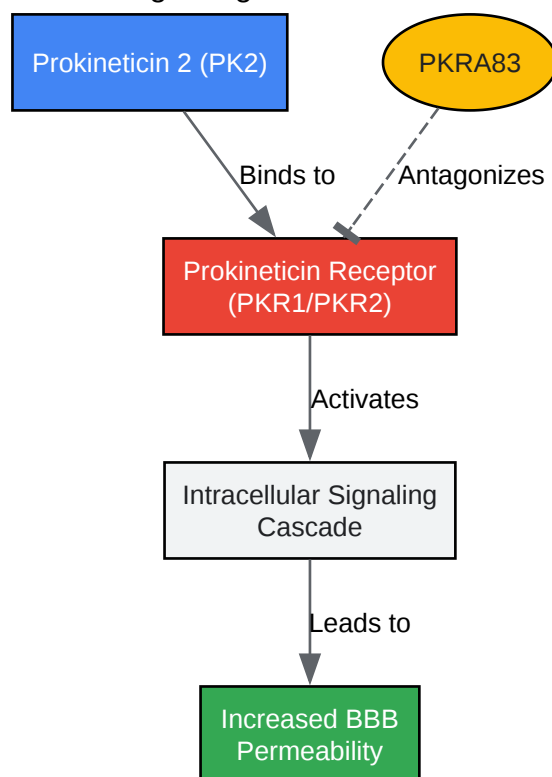 Prokineticin 2 (PK2)
PKRA83
Binds to
Antagonizes
Prokineticin Receptor
(PKR1/PKR2)
Activates
Intracellular Signaling
Cascade
Leads to
Increased BBB
Permeability